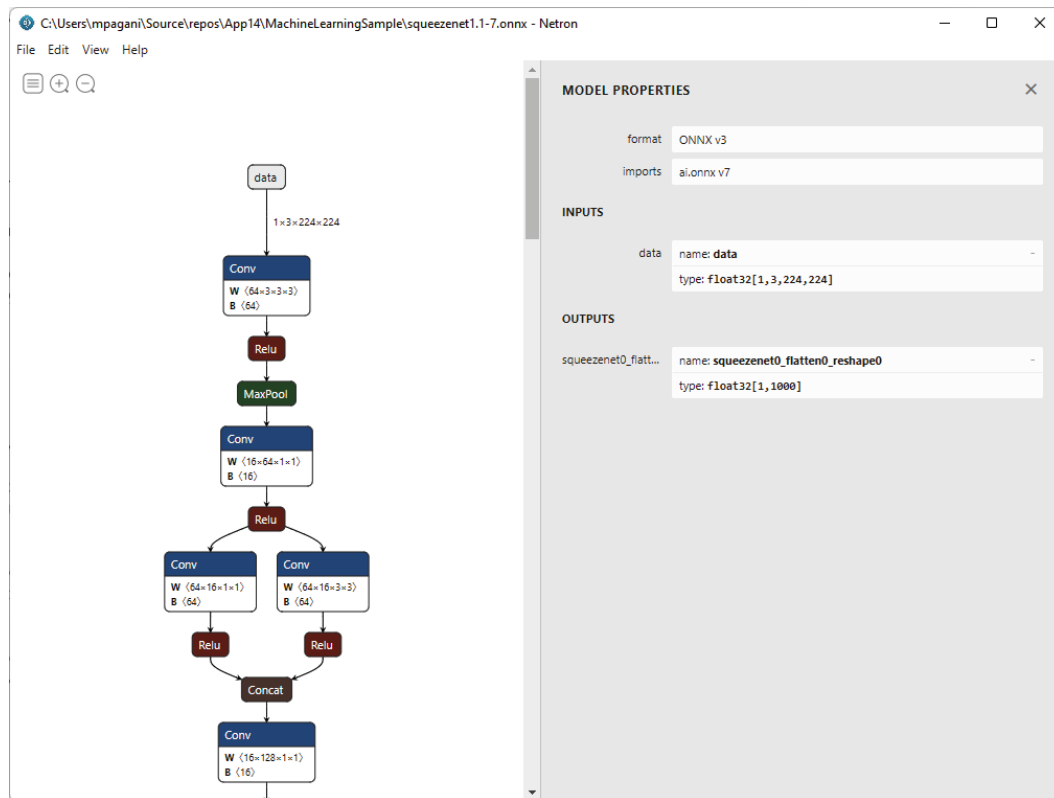 C:\Users\mpagani\Source\repos\App14\MachineLearningSample\squeezenet1.1-7.onnx - Netron
File Edit View Help
data
1×3×224×224
Conv
W ⟨64×3×3×3⟩
B ⟨64⟩
Relu
MaxPool
Conv
W ⟨16×64×1×1⟩
B ⟨16⟩
Relu
Conv
W ⟨64×16×1×1⟩
B ⟨64⟩
Conv
W ⟨64×16×3×3⟩
B ⟨64⟩
Relu
Relu
Concat
Conv
W ⟨16×128×1×1⟩
B ⟨16⟩
MODEL PROPERTIES
format ONNX v3
imports ai.onnx v7
INPUTS
data name: data -
type: float32[1,3,224,224]
OUTPUTS
squeezenet0_flatt... name: squeezenet0_flatten0_reshape0 -
type: float32[1,1000]